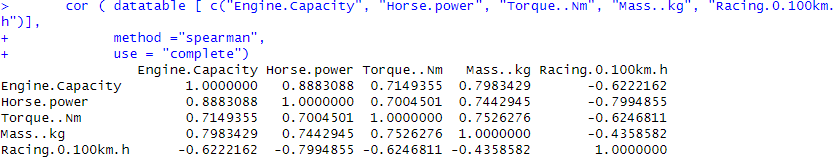 > cor ( datatable [ c("Engine.Capacity", "Horse.power", "Torque..Nm", "Mass..kg", "Racing.0.100km.
h")],
+ method ="spearman",
+ use = "complete")
Engine.Capacity Horse.power Torque..Nm Mass..kg Racing.0.100km.h
Engine.Capacity 1.0000000 0.8883088 0.7149355 0.7983429 -0.6222162
Horse.power 0.8883088 1.0000000 0.7004501 0.7442945 -0.7994855
Torque..Nm 0.7149355 0.7004501 1.0000000 0.7526276 -0.6246811
Mass..kg 0.7983429 0.7442945 0.7526276 1.0000000 -0.4358582
Racing.0.100km.h -0.6222162 -0.7994855 -0.6246811 -0.4358582 1.0000000